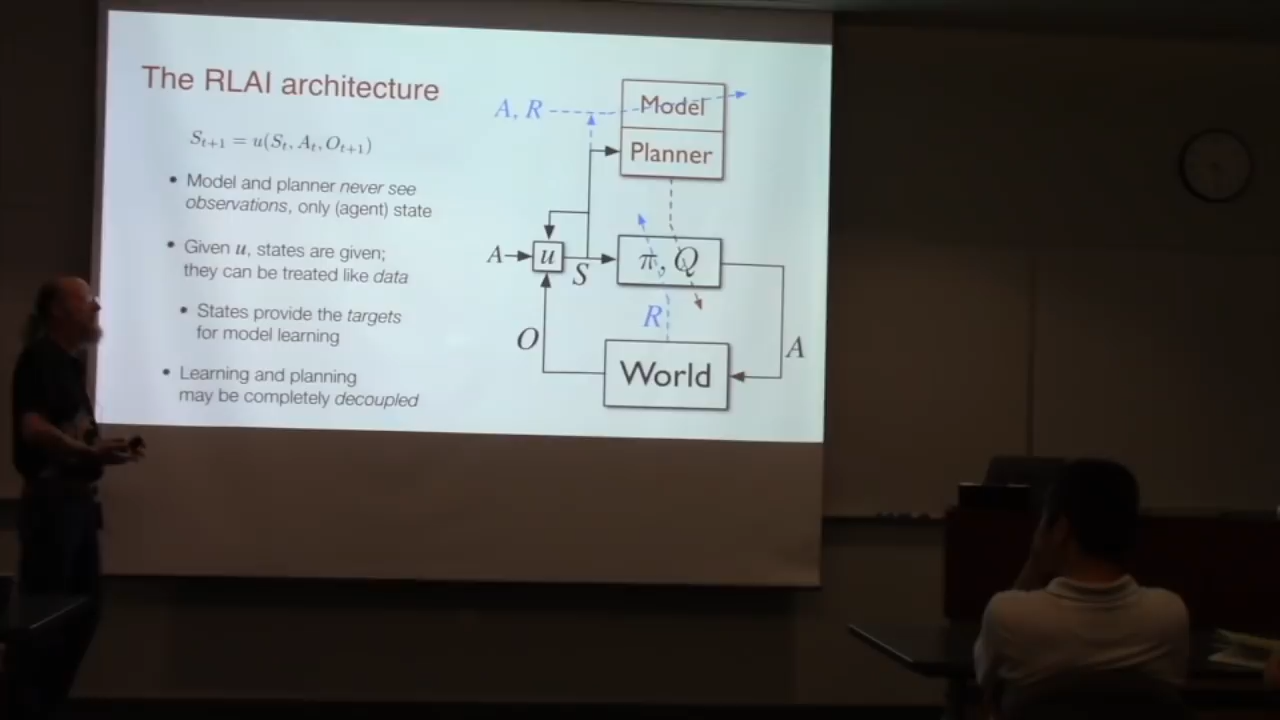 The RLAI architecture
S_{t+1} = u(S_t, A_t, O_{t+1})
• Model and planner never see
observations, only (agent) state
• Given u, states are given;
they can be treated like data
• States provide the targets
for model learning
• Learning and planning
may be completely decoupled
A, R
Model
Planner
A
u
S
π, Q
R
O
A
World